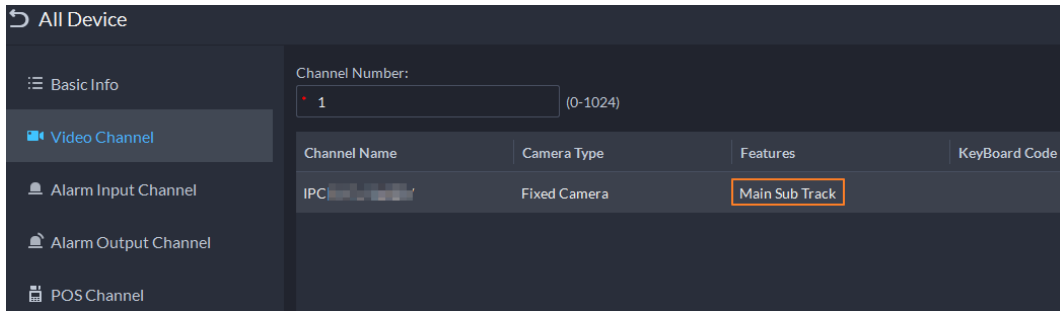 All Device
Basic Info
Video Channel
Alarm Input Channel
Alarm Output Channel
POS Channel
Channel Number:
* 1 (0-1024)
Channel Name Camera Type Features KeyBoard Code
IPC Fixed Camera Main Sub Track